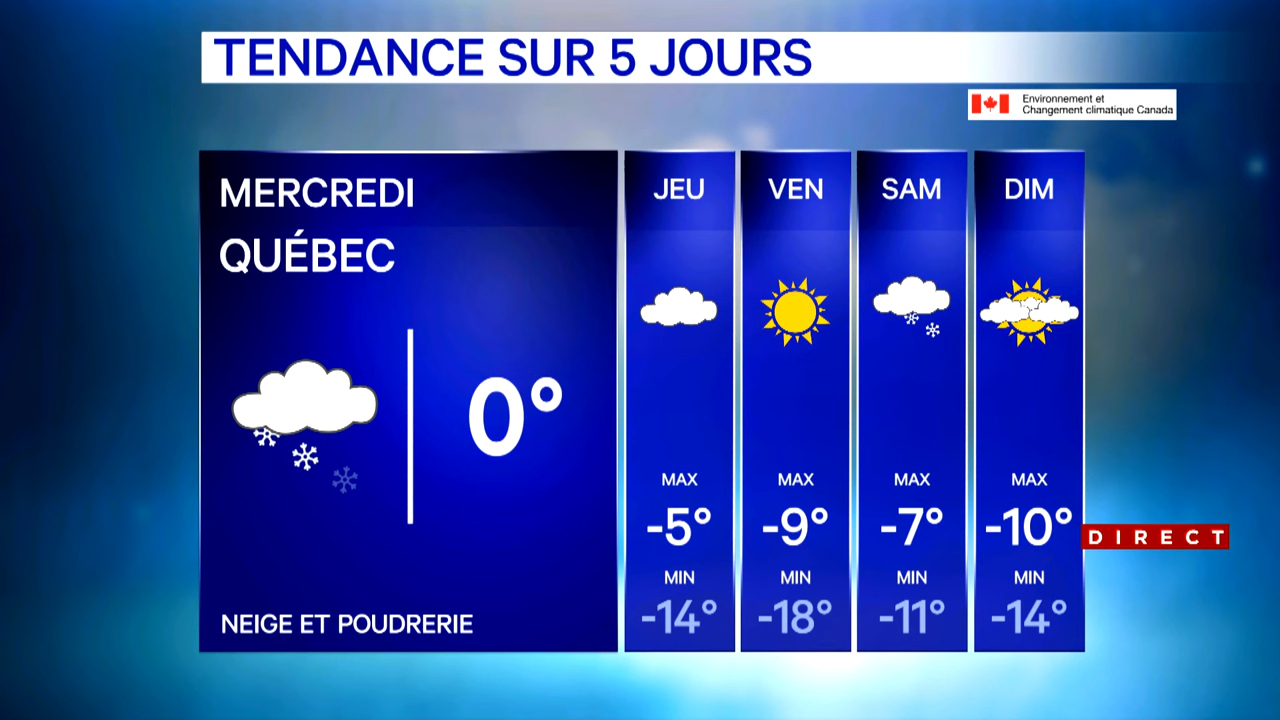 TENDANCE SUR 5 JOURS
Environnement et
Changement climatique Canada
MERCREDI
QUÉBEC
0°
NEIGE ET POUDRERIE
JEU
MAX
-5°
MIN
-14°
VEN
MAX
-9°
MIN
-18°
SAM
MAX
-7°
MIN
-11°
DIM
MAX
-10°
MIN
-14°
DIRECT